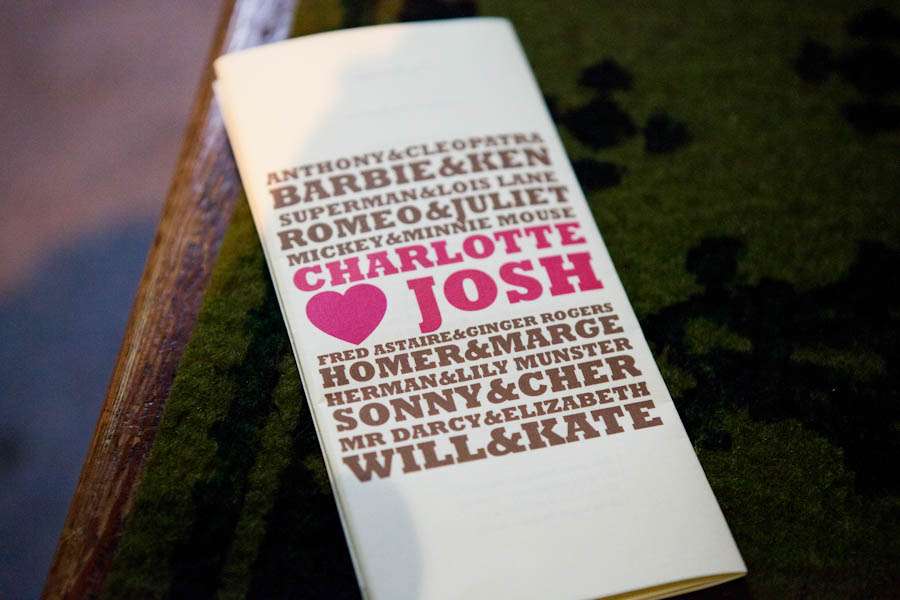 ANTHONY&CLEOPATRA
BARBIE&KEN
SUPERMAN&LOIS LANE
ROMEO&JULIET
MICKEY&MINNIE MOUSE
CHARLOTTE
♥ JOSH
FRED ASTAIRE&GINGER ROGERS
HOMER&MARGE
HERMAN&LILY MUNSTER
SONNY&CHER
MR DARCY&ELIZABETH
WILL&KATE